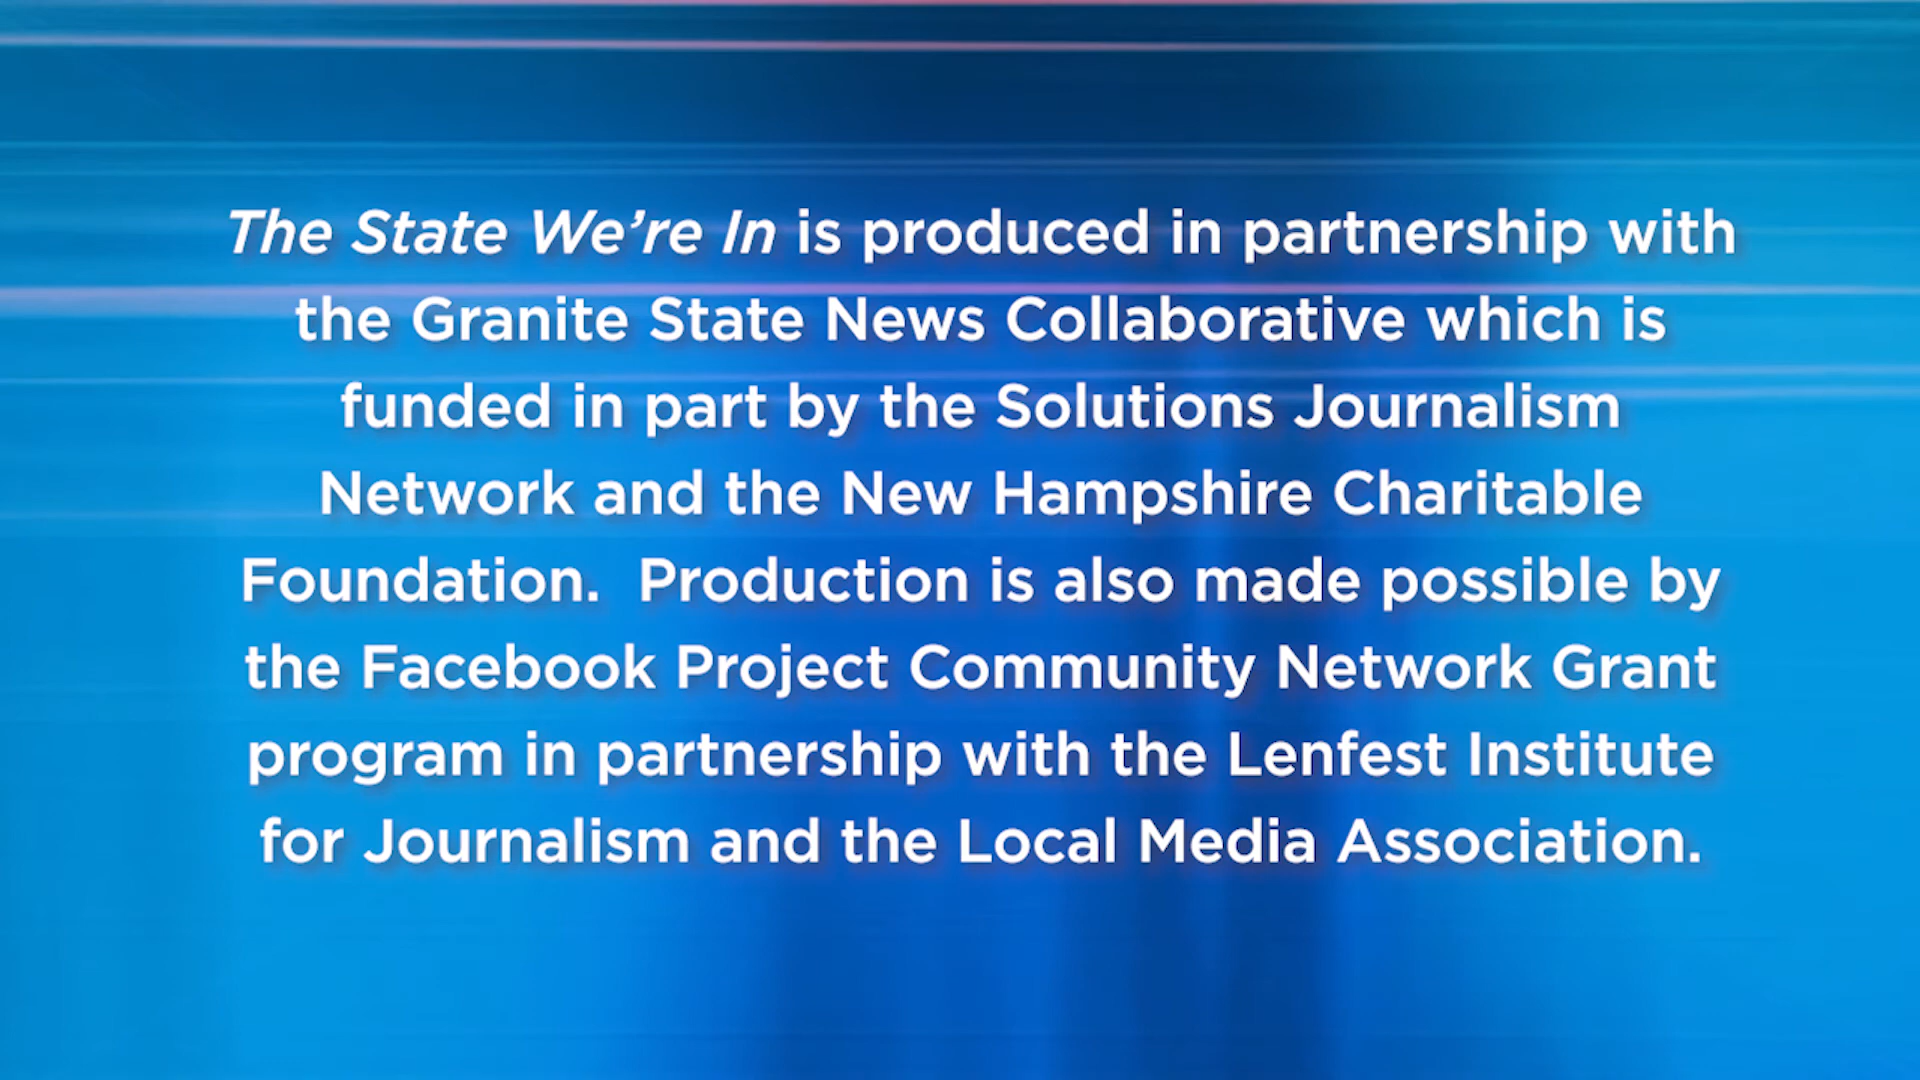 The State We’re In is produced in partnership with
the Granite State News Collaborative which is
funded in part by the Solutions Journalism
Network and the New Hampshire Charitable
Foundation.  Production is also made possible by
the Facebook Project Community Network Grant
program in partnership with the Lenfest Institute
for Journalism and the Local Media Association.